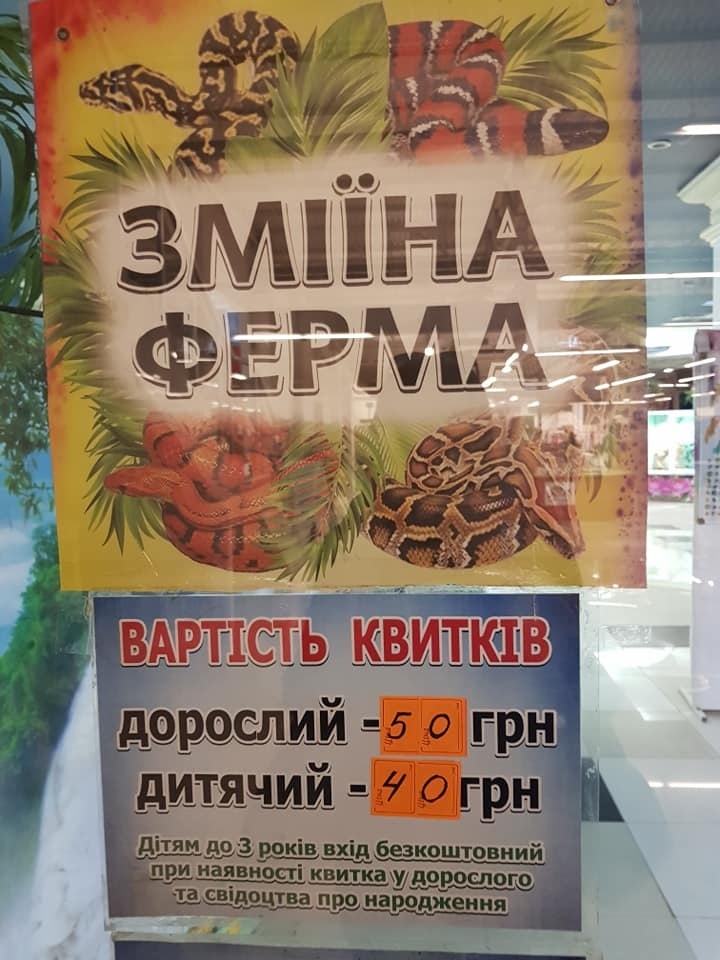 ЗМІЇНА
ФЕРМА
ВАРТІСТЬ КВИТКІВ
дорослий - 50 грн
дитячий - 40 грн
Дітям до 3 років вхід безкоштовний
при наявності квитка у дорослого
та свідоцтва про народження